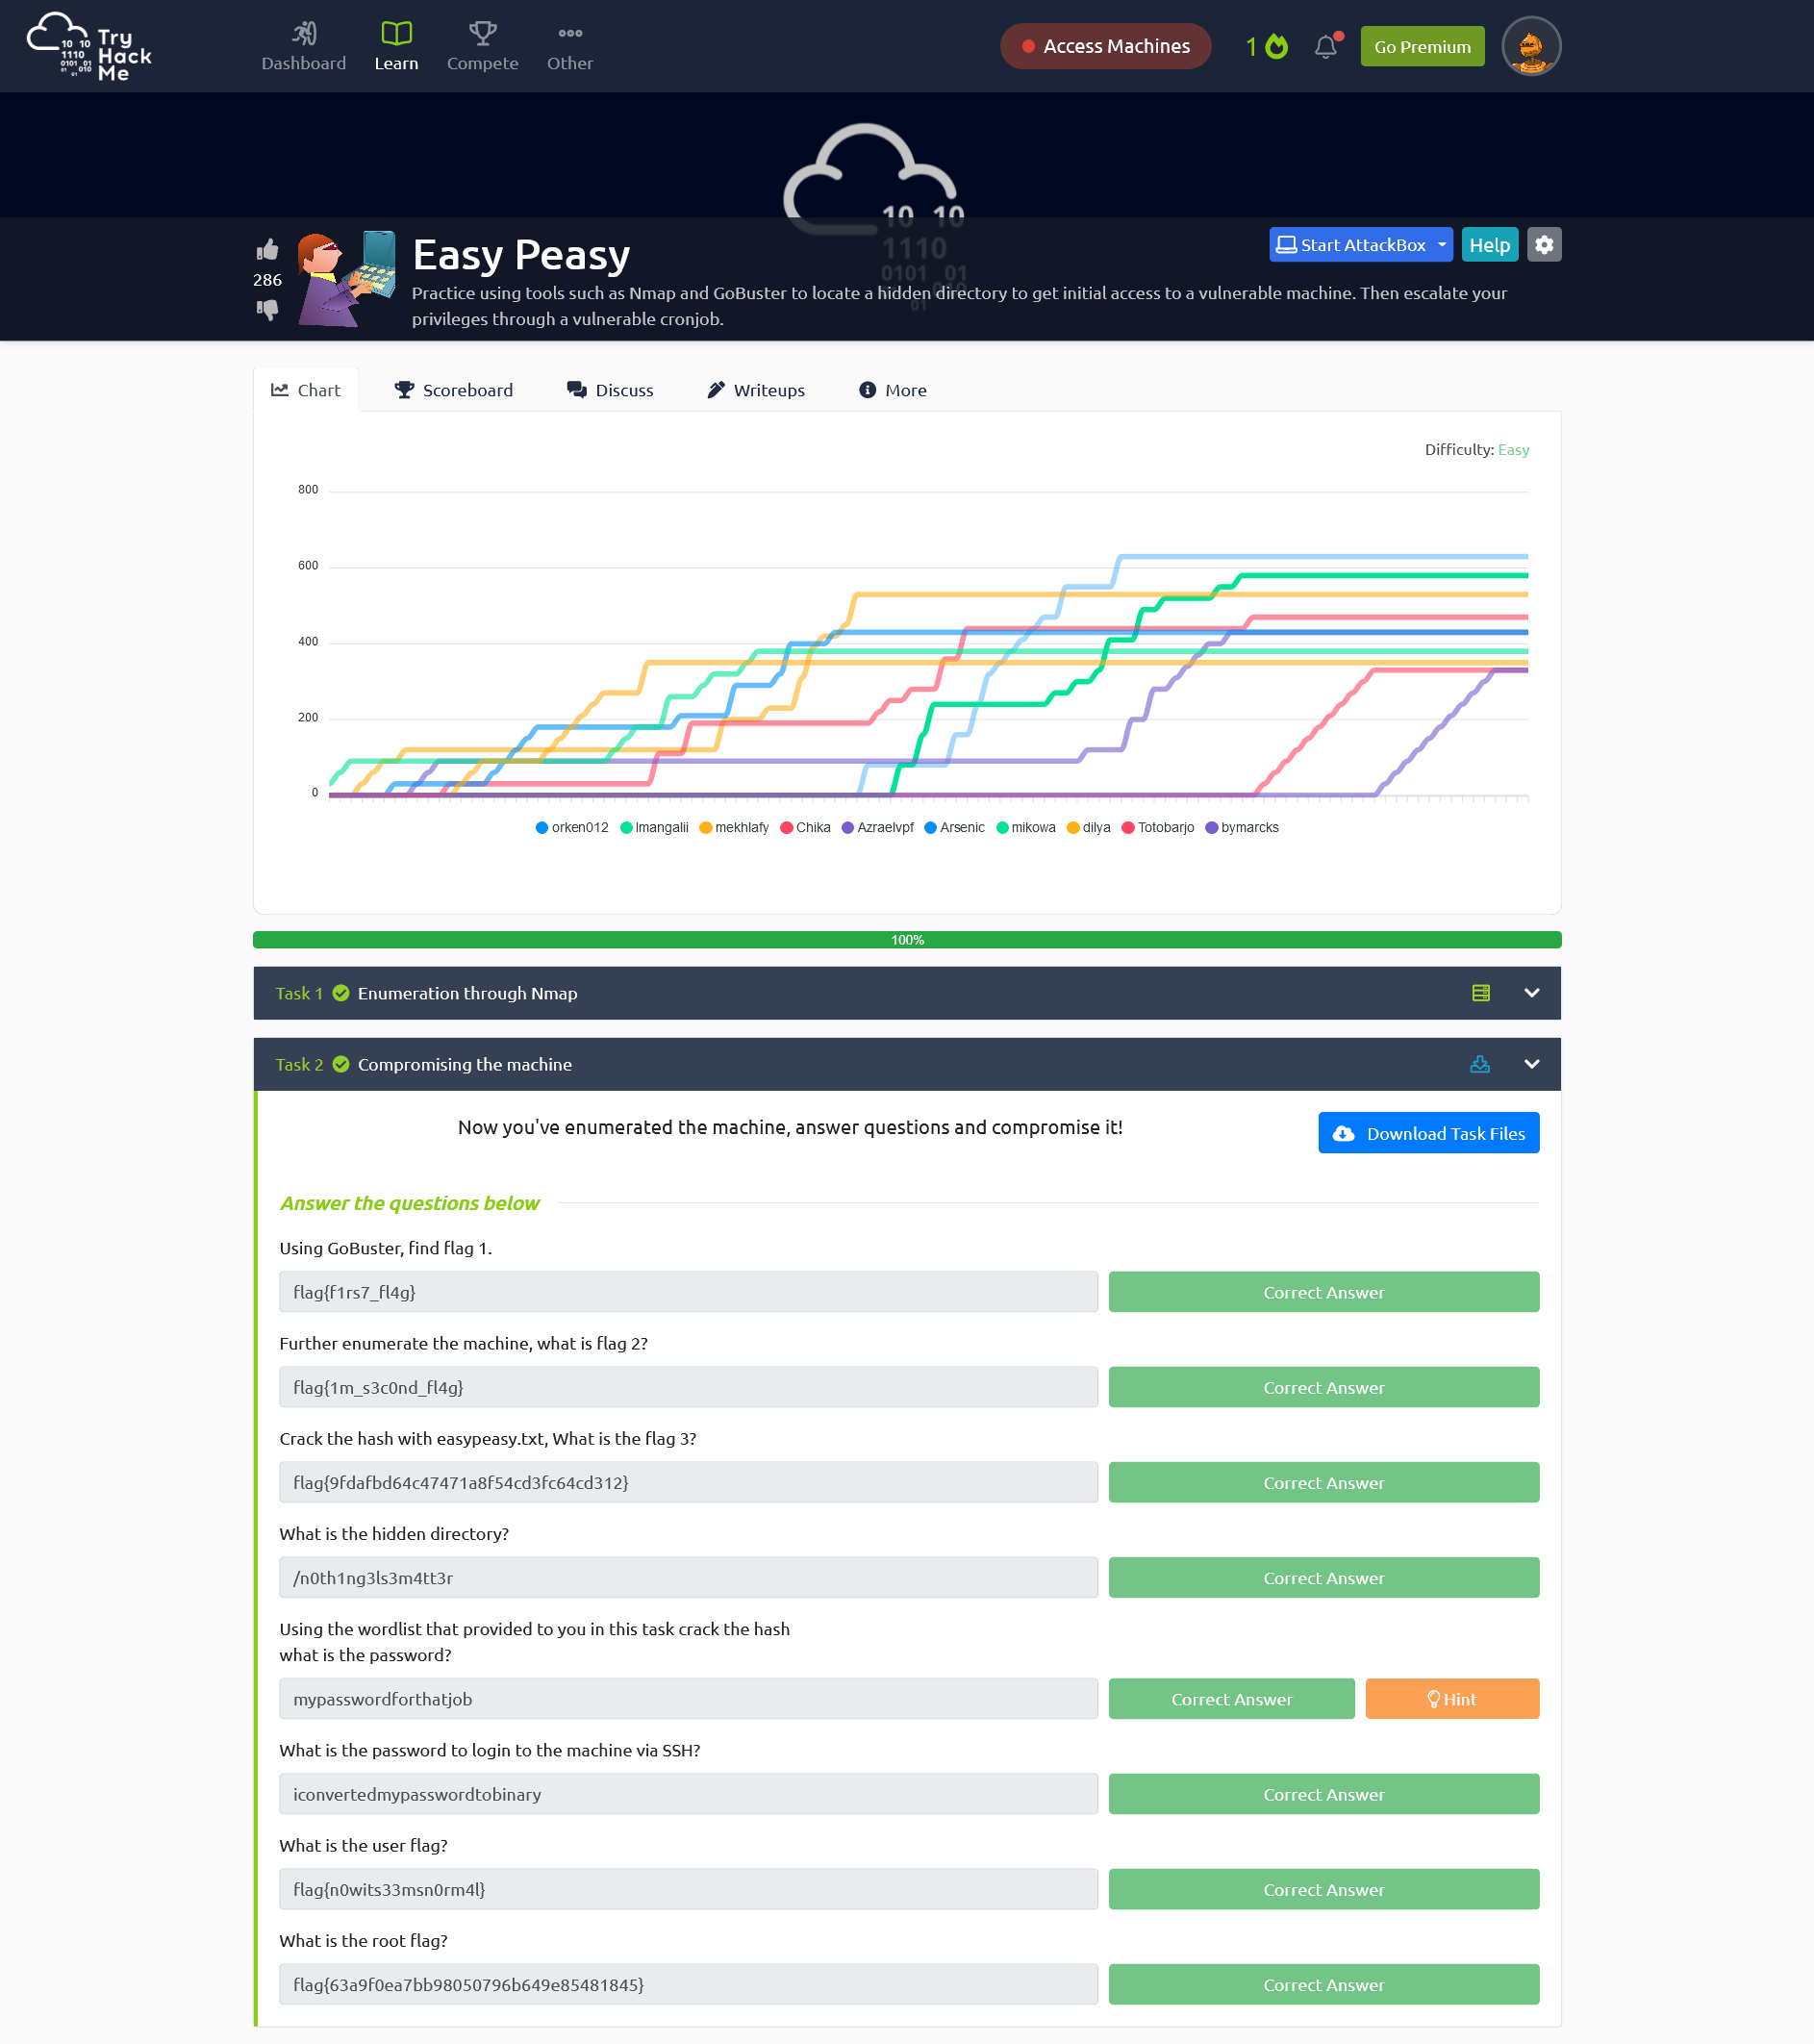 Try
Hack
Me
Dashboard
Learn
Compete
Other
Access Machines
1
Go Premium
10 10
1110
0101 01
010
01
286
Easy Peasy
Practice using tools such as Nmap and GoBuster to locate a hidden directory to get initial access to a vulnerable machine. Then escalate your
privileges through a vulnerable cronjob.
Start AttackBox
Help
Chart
Scoreboard
Discuss
Writeups
More
Difficulty: Easy
800
600
400
200
0
orken012 Imangalii mekhlafy Chika Azraelvpf Arsenic mikowa dilya Totobarjo bymarcks
100%
Task 1 Enumeration through Nmap
Task 2 Compromising the machine
Now you've enumerated the machine, answer questions and compromise it!
Download Task Files
Answer the questions below
Using GoBuster, find flag 1.
flag{f1rs7_fl4g}
Correct Answer
Further enumerate the machine, what is flag 2?
flag{1m_s3c0nd_fl4g}
Correct Answer
Crack the hash with easypeasy.txt, What is the flag 3?
flag{9fdafbd64c47471a8f54cd3fc64cd312}
Correct Answer
What is the hidden directory?
/n0th1ng3ls3m4tt3r
Correct Answer
Using the wordlist that provided to you in this task crack the hash
what is the password?
mypasswordforthatjob
Correct Answer
Hint
What is the password to login to the machine via SSH?
iconvertedmypasswordtobinary
Correct Answer
What is the user flag?
flag{n0wits33msn0rm4l}
Correct Answer
What is the root flag?
flag{63a9f0ea7bb98050796b649e85481845}
Correct Answer